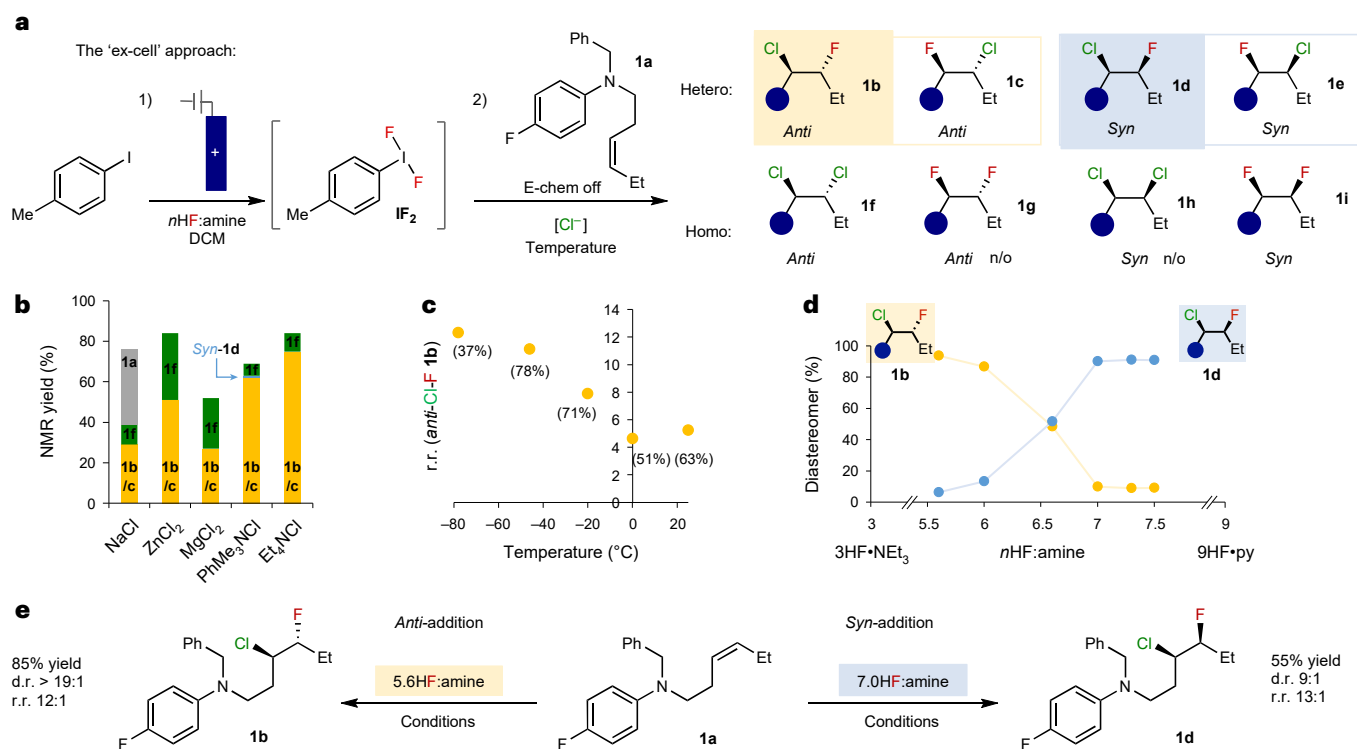 a
The 'ex-cell' approach:
1)
+
I
Me
nHF:amine
DCM
F
I
F
Me
IF2
2)
Ph
1a
N
F
Et
E-chem off
[Cl–]
Temperature
Hetero:
Cl F 1b Et Anti
F Cl 1c Et Anti
Cl F 1d Et Syn
F Cl 1e Et Syn
Homo:
Cl Cl 1f Et Anti
F F 1g Et Anti n/o
Cl Cl 1h Et Syn n/o
F F 1i Et Syn
b
NMR yield (%)
100
80
60
40
20
0
1a
1f
1b
/c
1f
1b
/c
1f
1b
/c
Syn-1d
1f
1b
/c
1f
1b
/c
NaCl
ZnCl2
MgCl2
PhMe3NCl
Et4NCl
c
r.r. (anti-Cl-F 1b)
14
12
10
8
6
4
2
0
(37%)
(78%)
(71%)
(51%)
(63%)
–80 –60 –40 –20 0 20
Temperature (°C)
d
Cl F Et
1b
Cl F Et
1d
Diastereomer (%)
100
80
60
40
20
0
3 5.5 6 6.5 7 7.5 9
3HF•NEt3 nHF:amine 9HF•py
e
85% yield
d.r. > 19:1
r.r. 12:1
F
Cl
Ph
Et
N
F
1b
Anti-addition
5.6HF:amine
Conditions
Ph
Et
N
F
1a
Syn-addition
7.0HF:amine
Conditions
F
Cl
Ph
Et
N
F
1d
55% yield
d.r. 9:1
r.r. 13:1